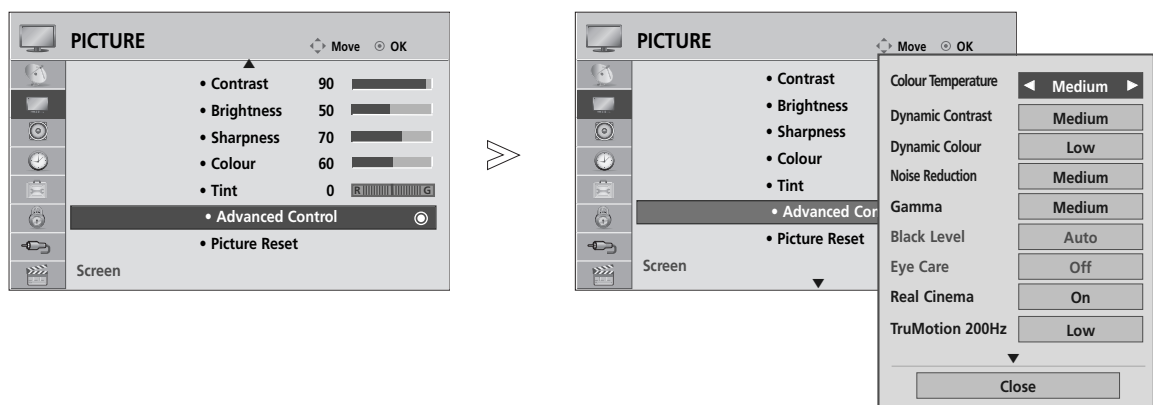 PICTURE
Move OK
• Contrast 90
• Brightness 50
• Sharpness 70
• Colour 60
• Tint 0 R G
• Advanced Control
• Picture Reset
Screen
PICTURE
Move OK
• Contrast
• Brightness
• Sharpness
• Colour
• Tint
• Advanced Cor
• Picture Reset
Screen
Colour Temperature Medium
Dynamic Contrast Medium
Dynamic Colour Low
Noise Reduction Medium
Gamma Medium
Black Level Auto
Eye Care Off
Real Cinema On
TruMotion 200Hz Low
Close